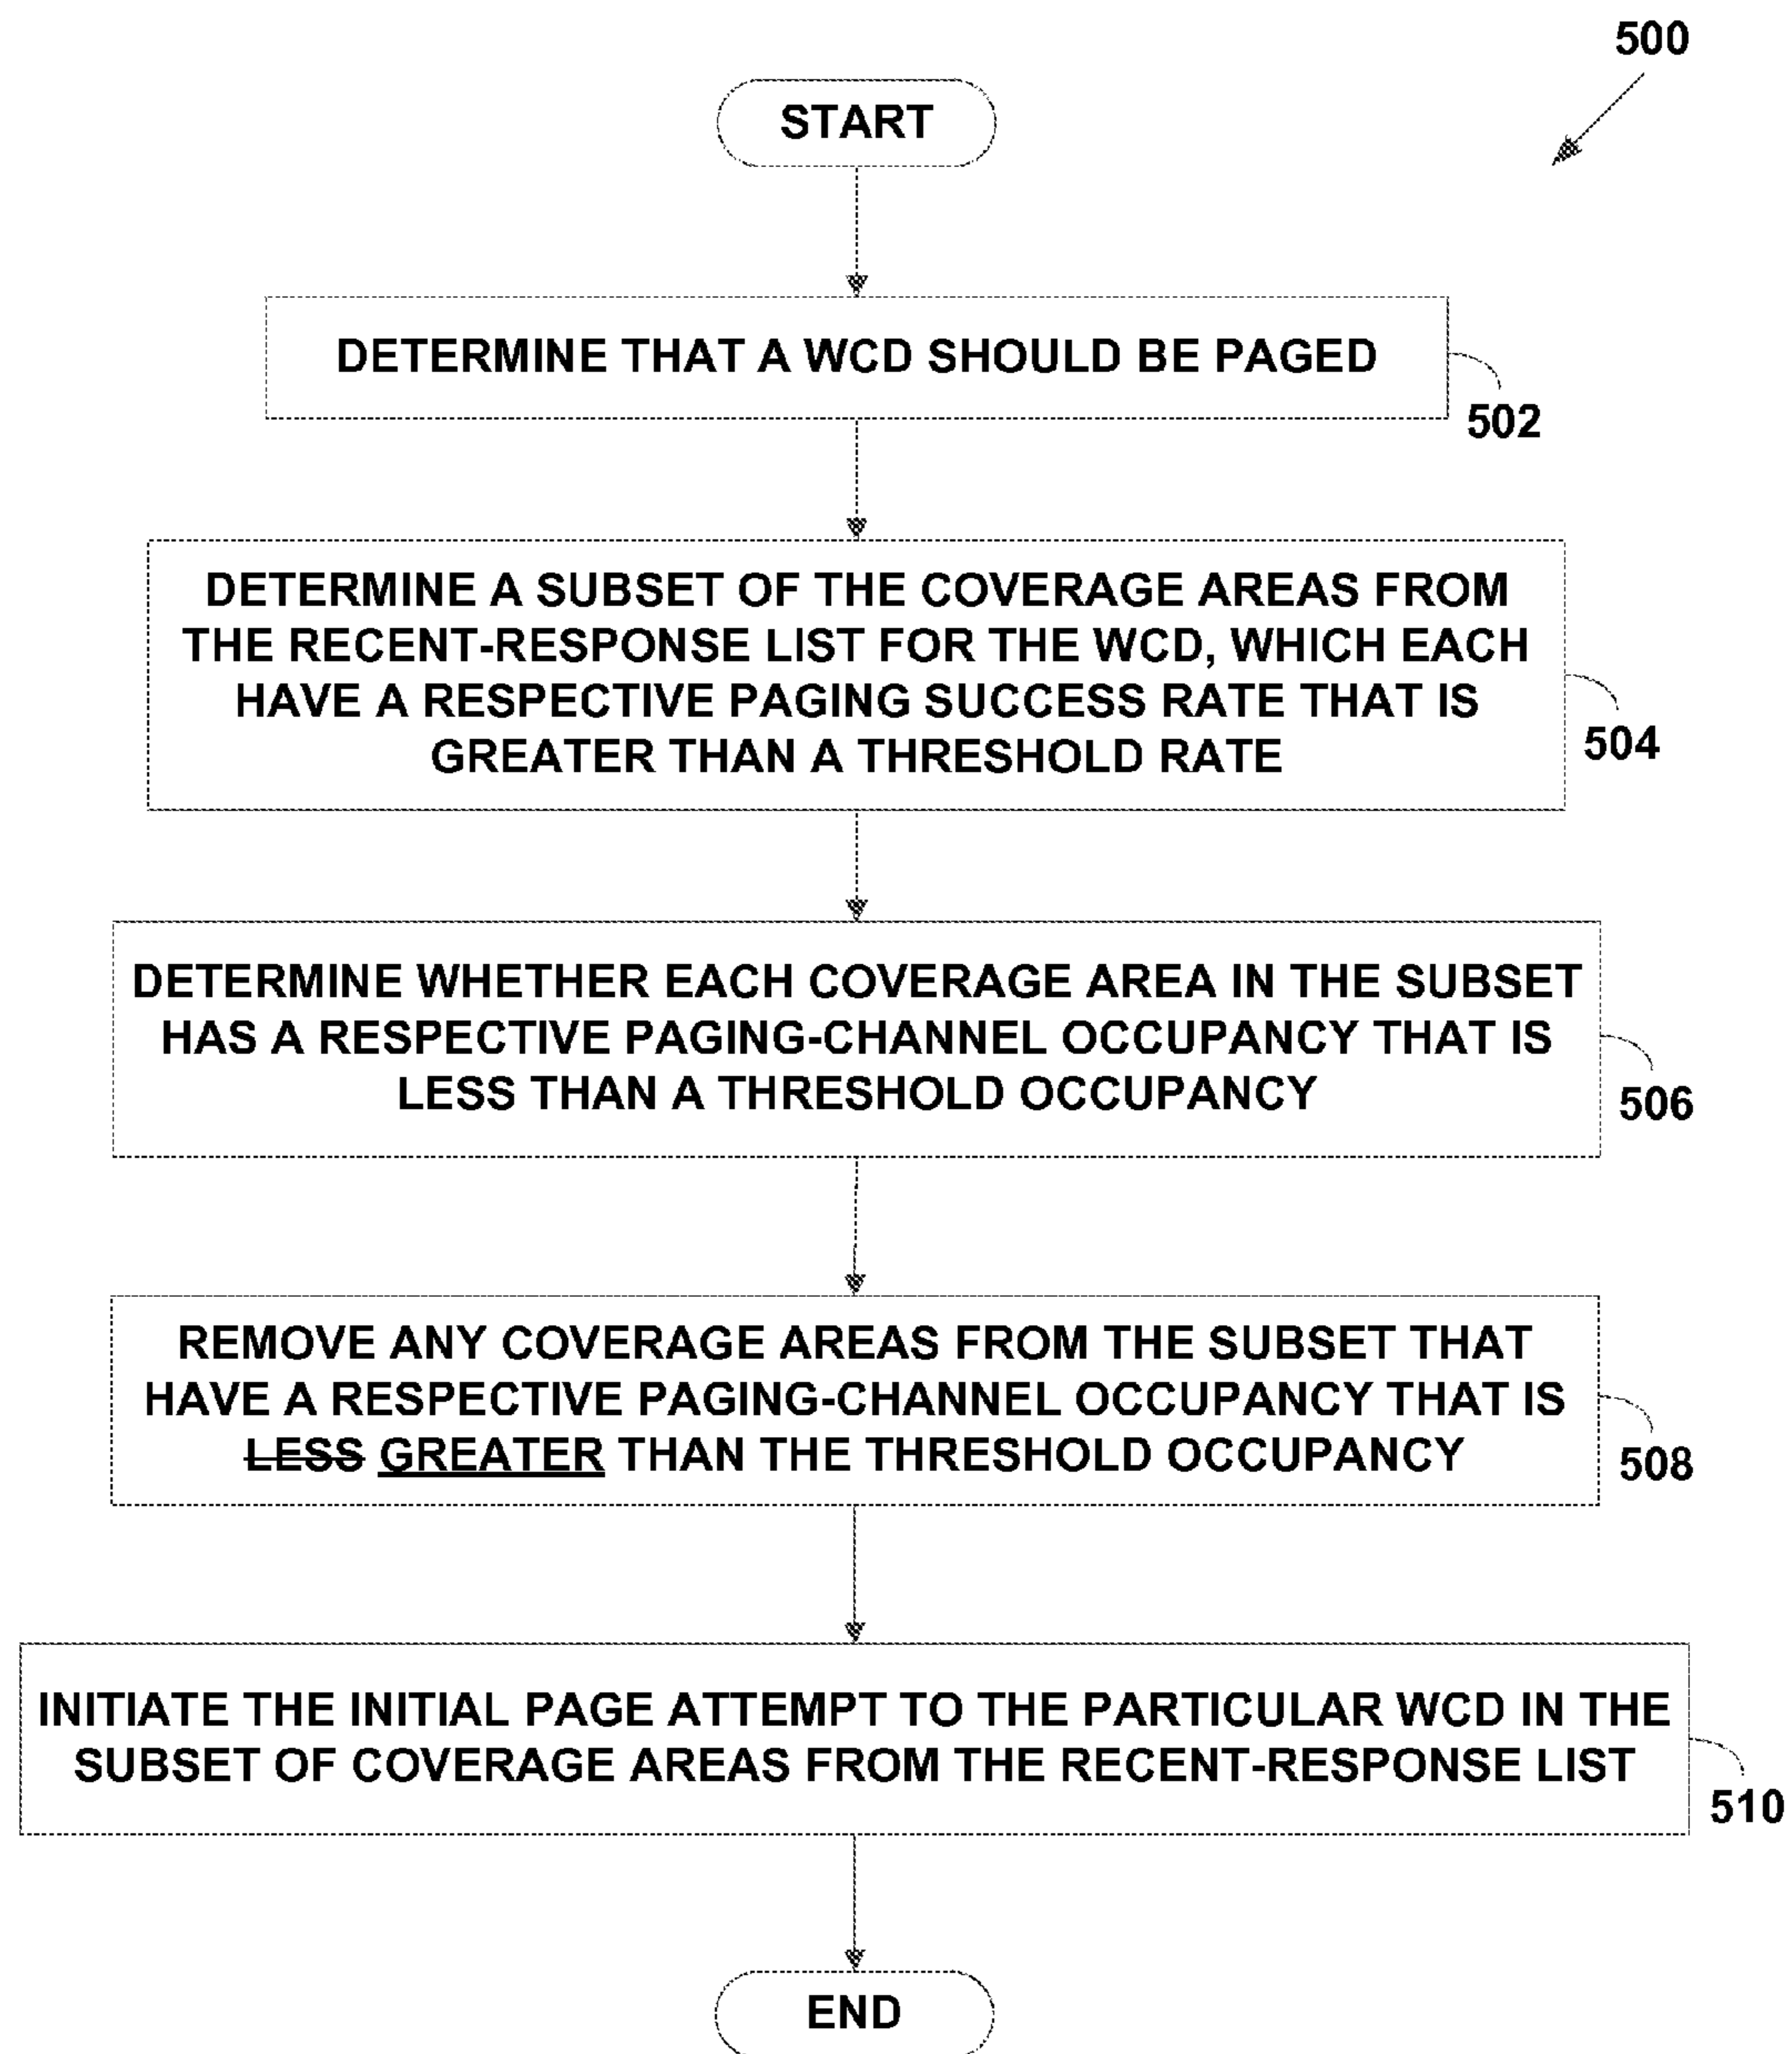 500
START
DETERMINE THAT A WCD SHOULD BE PAGED
502
DETERMINE A SUBSET OF THE COVERAGE AREAS FROM
THE RECENT-RESPONSE LIST FOR THE WCD, WHICH EACH
HAVE A RESPECTIVE PAGING SUCCESS RATE THAT IS
GREATER THAN A THRESHOLD RATE
504
DETERMINE WHETHER EACH COVERAGE AREA IN THE SUBSET
HAS A RESPECTIVE PAGING-CHANNEL OCCUPANCY THAT IS
LESS THAN A THRESHOLD OCCUPANCY
506
REMOVE ANY COVERAGE AREAS FROM THE SUBSET THAT
HAVE A RESPECTIVE PAGING-CHANNEL OCCUPANCY THAT IS
LESS GREATER THAN THE THRESHOLD OCCUPANCY
508
INITIATE THE INITIAL PAGE ATTEMPT TO THE PARTICULAR WCD IN THE
SUBSET OF COVERAGE AREAS FROM THE RECENT-RESPONSE LIST
510
END